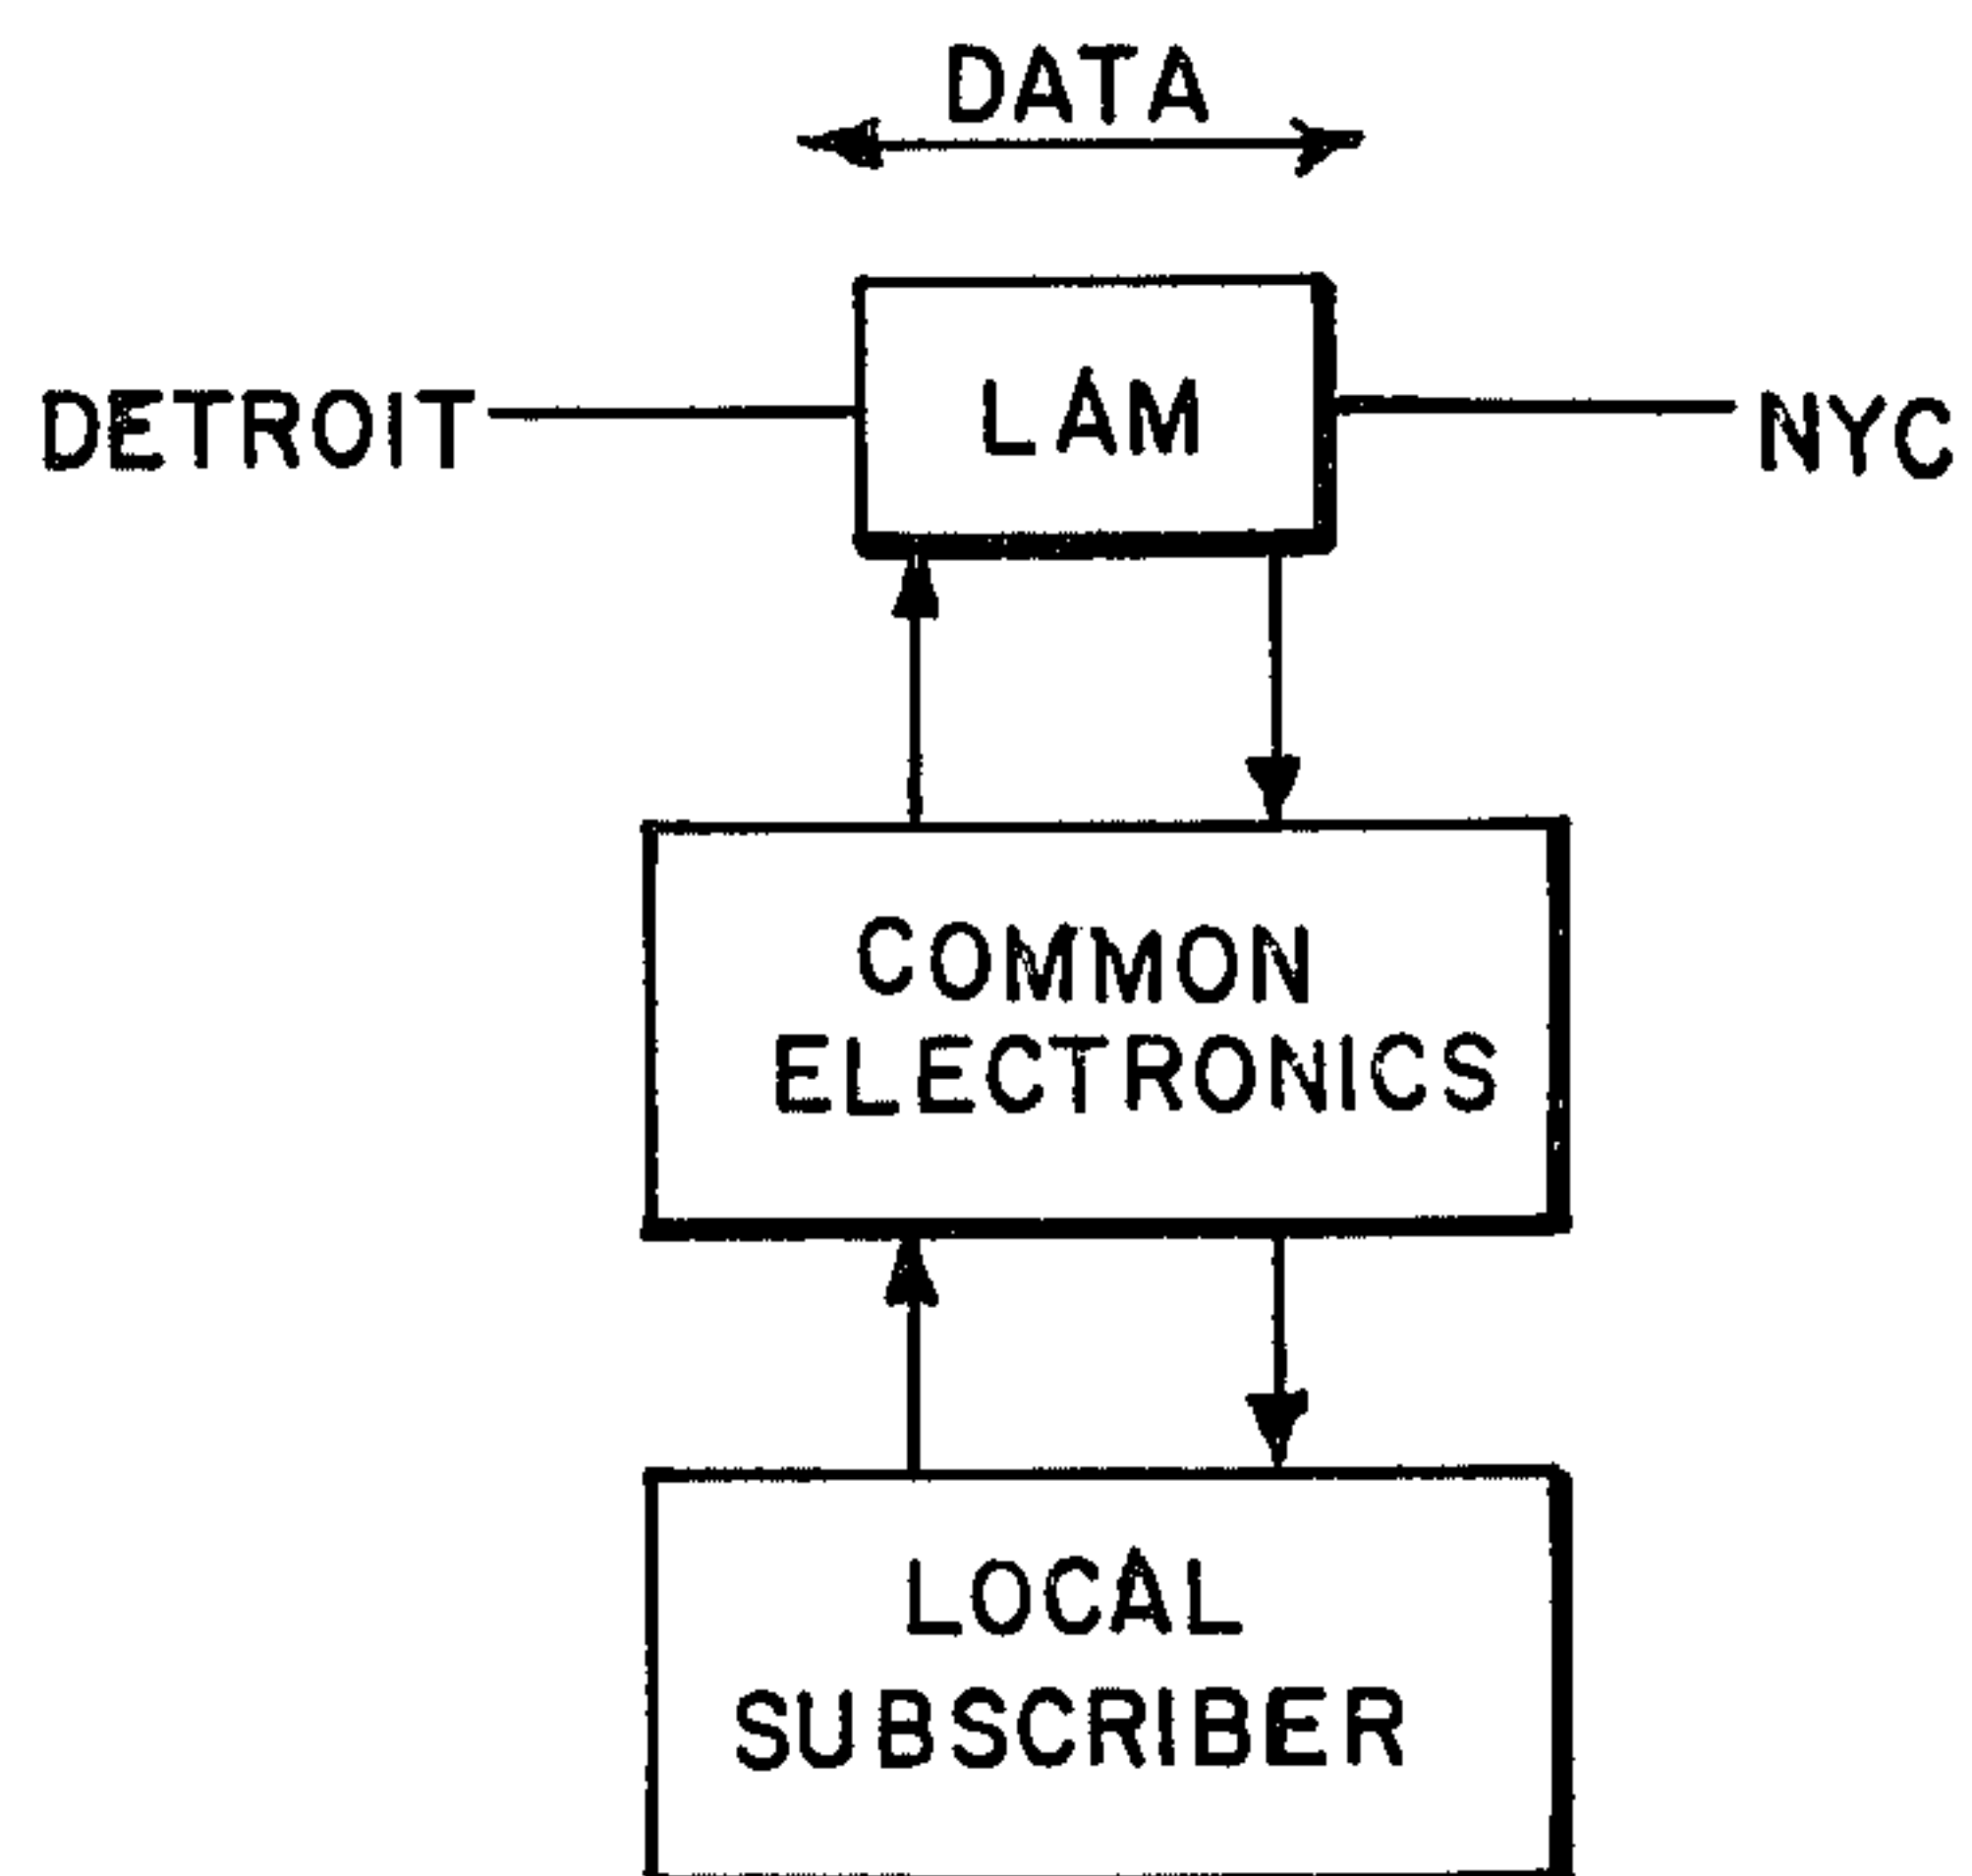 DATA
DETROIT
LAM
NYC
COMMON
ELECTRONICS
LOCAL
SUBSCRIBER